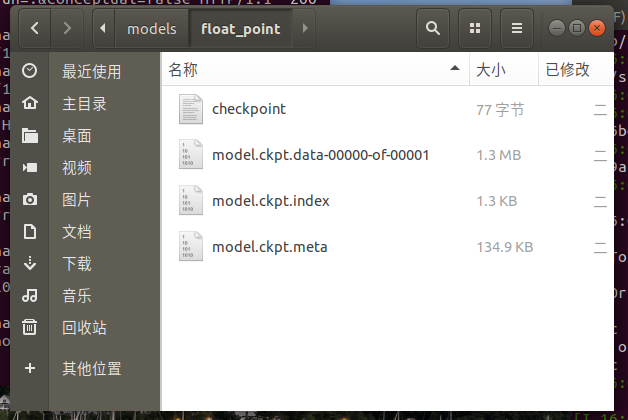 models
float_point
名称
大小
已修改
最近使用
主目录
桌面
视频
图片
文档
下载
音乐
回收站
其他位置
checkpoint
77 字节
二
model.ckpt.data-00000-of-00001
1.3 MB
二
model.ckpt.index
1.3 KB
二
model.ckpt.meta
134.9 KB
二